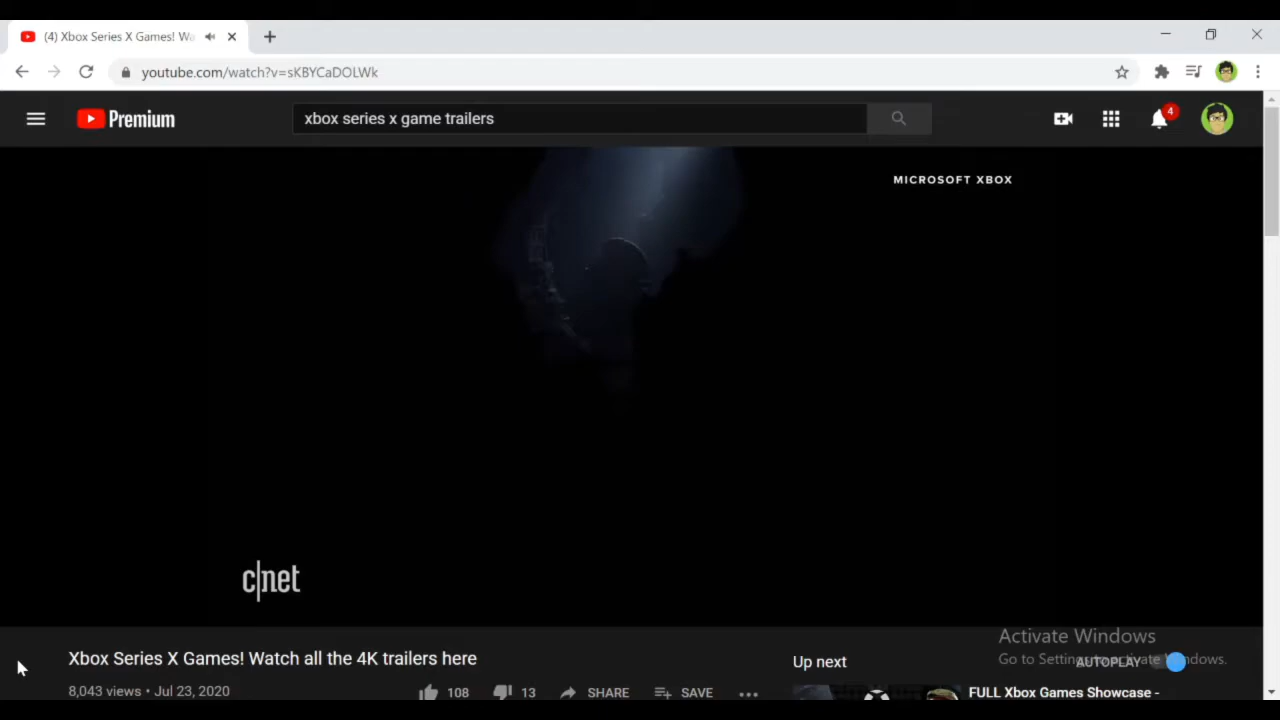 (4) Xbox Series X Games! Wa
youtube.com/watch?v=sKBYCaDOLWk
Premium
xbox series x game trailers
4
MICROSOFT XBOX
c|net
Xbox Series X Games! Watch all the 4K trailers here
8,043 views • Jul 23, 2020
108
13
SHARE
SAVE
Up next
AUTOPLAY
FULL Xbox Games Showcase -
Activate Windows
Go to Settings to activate Windows.